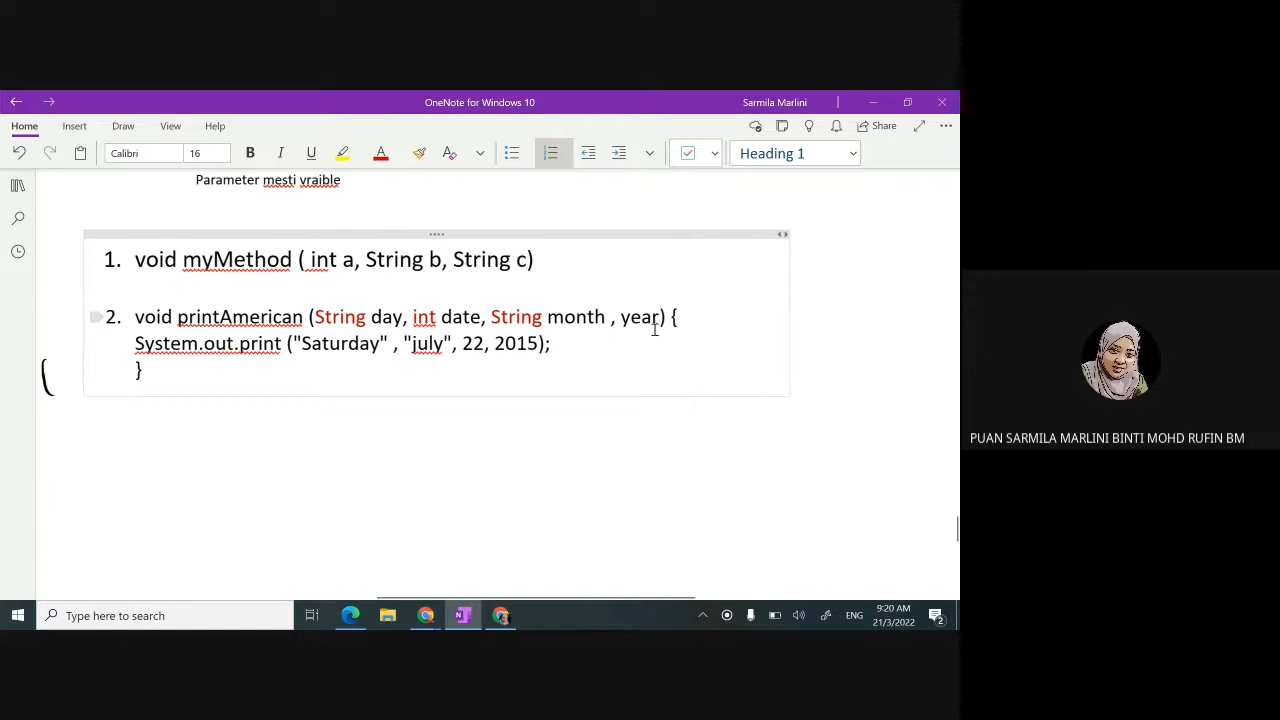 OneNote for Windows 10
Sarmila Marlini
Home Insert Draw View Help
Share
Calibri 16 B I U A A Heading 1
Parameter mesti vraible
1. void myMethod ( int a, String b, String c)
2. void printAmerican (String day, int date, String month , year) {
System.out.print ("Saturday" , "july", 22, 2015);
}
PUAN SARMILA MARLINI BINTI MOHD RUFIN BM
Type here to search
ENG
9:20 AM
21/3/2022
2